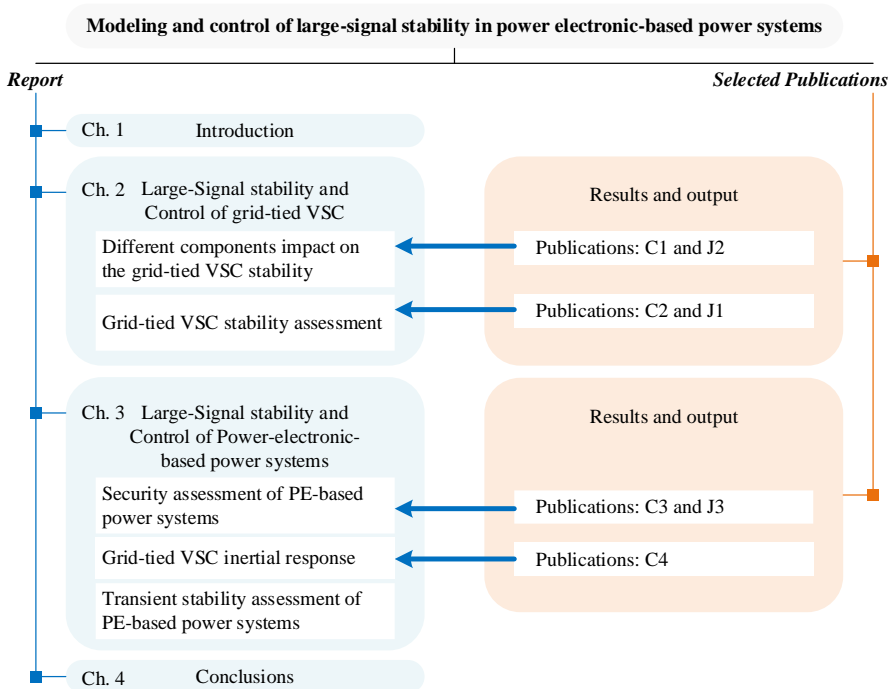 Modeling and control of large-signal stability in power electronic-based power systems
Report
Selected Publications
Ch. 1 Introduction
Ch. 2 Large-Signal stability and
Control of grid-tied VSC
Different components impact on
the grid-tied VSC stability
Grid-tied VSC stability assessment
Results and output
Publications: C1 and J2
Publications: C2 and J1
Ch. 3 Large-Signal stability and
Control of Power-electronic-
based power systems
Security assessment of PE-based
power systems
Grid-tied VSC inertial response
Transient stability assessment of
PE-based power systems
Results and output
Publications: C3 and J3
Publications: C4
Ch. 4 Conclusions